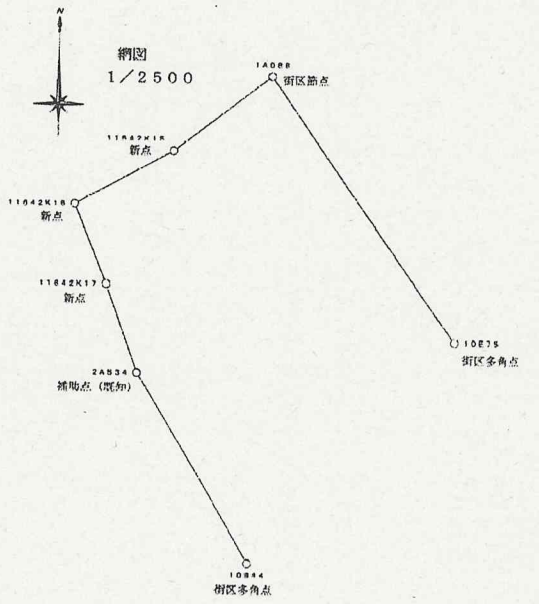 N
網図
1/2500
1A088
街区節点
11642K15
新点
11642K16
新点
11642K17
新点
2A534
補助点(既知)
10E75
街区多角点
10844
街区多角点